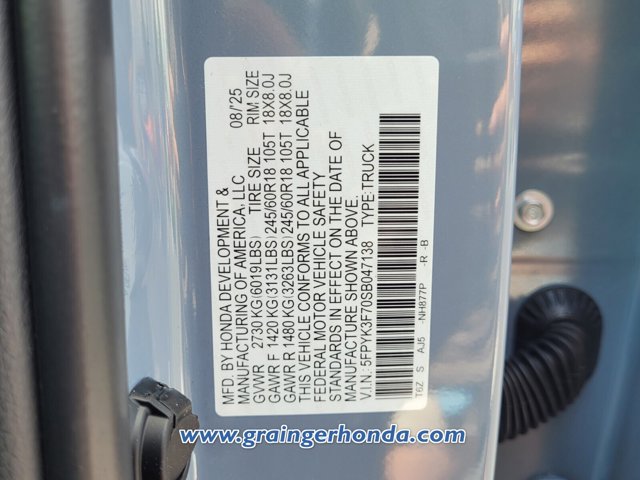 MFD. BY HONDA DEVELOPMENT & 08/25
MANUFACTURING OF AMERICA, LLC
GVWR 2730 KG(6019LBS) TIRE SIZE RIM SIZE
GAWR F 1420 KG(3131LBS) 245/60R18 105T 18X8.0J
GAWR R 1480 KG(3263LBS) 245/60R18 105T 18X8.0J
THIS VEHICLE CONFORMS TO ALL APPLICABLE
FEDERAL MOTOR VEHICLE SAFETY
STANDARDS IN EFFECT ON THE DATE OF
MANUFACTURE SHOWN ABOVE.
V.I.N.: 5FPYK3F70SB047138 TYPE:TRUCK
T6Z S AJ5 -NH877P -R -B
www.graingerhonda.com